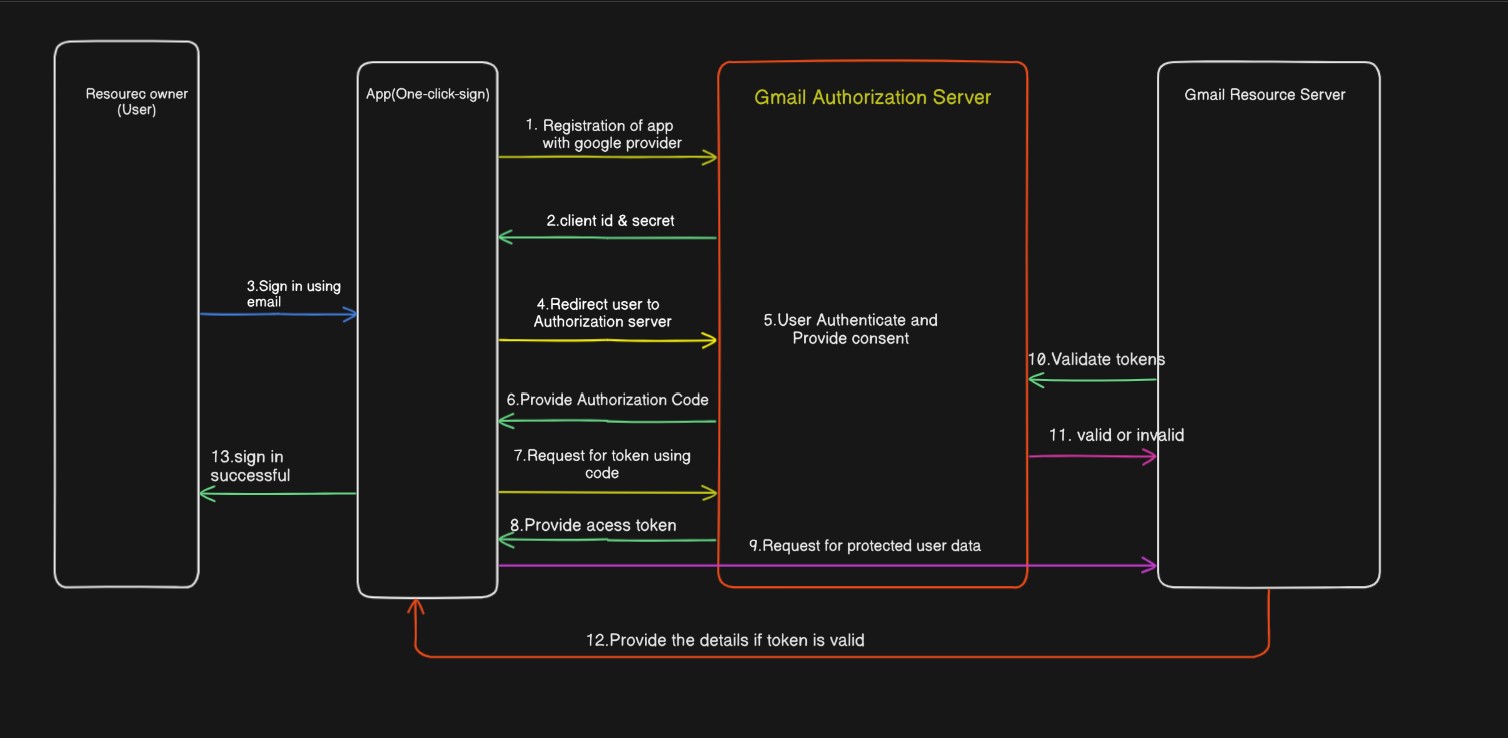 Resourec owner
(User)
App(One-click-sign)
Gmail Authorization Server
Gmail Resource Server
1. Registration of app
with google provider
2.client id & secret
3.Sign in using
email
4.Redirect user to
Authorization server
5.User Authenticate and
Provide consent
6.Provide Authorization Code
7.Request for token using
code
8.Provide acess token
9.Request for protected user data
10.Validate tokens
11. valid or invalid
12.Provide the details if token is valid
13.sign in
successful